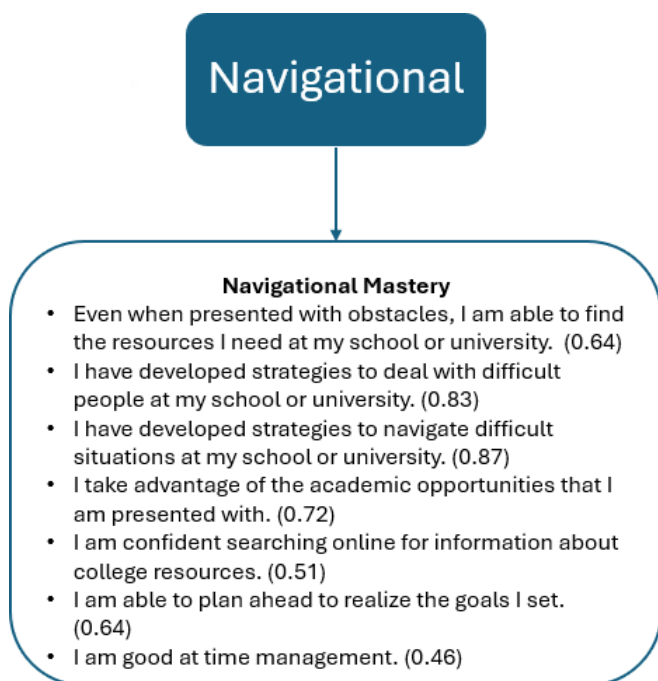 Navigational
Navigational Mastery
• Even when presented with obstacles, I am able to find
the resources I need at my school or university.  (0.64)
• I have developed strategies to deal with difficult
people at my school or university. (0.83)
• I have developed strategies to navigate difficult
situations at my school or university. (0.87)
• I take advantage of the academic opportunities that I
am presented with. (0.72)
• I am confident searching online for information about
college resources. (0.51)
• I am able to plan ahead to realize the goals I set.
(0.64)
• I am good at time management. (0.46)